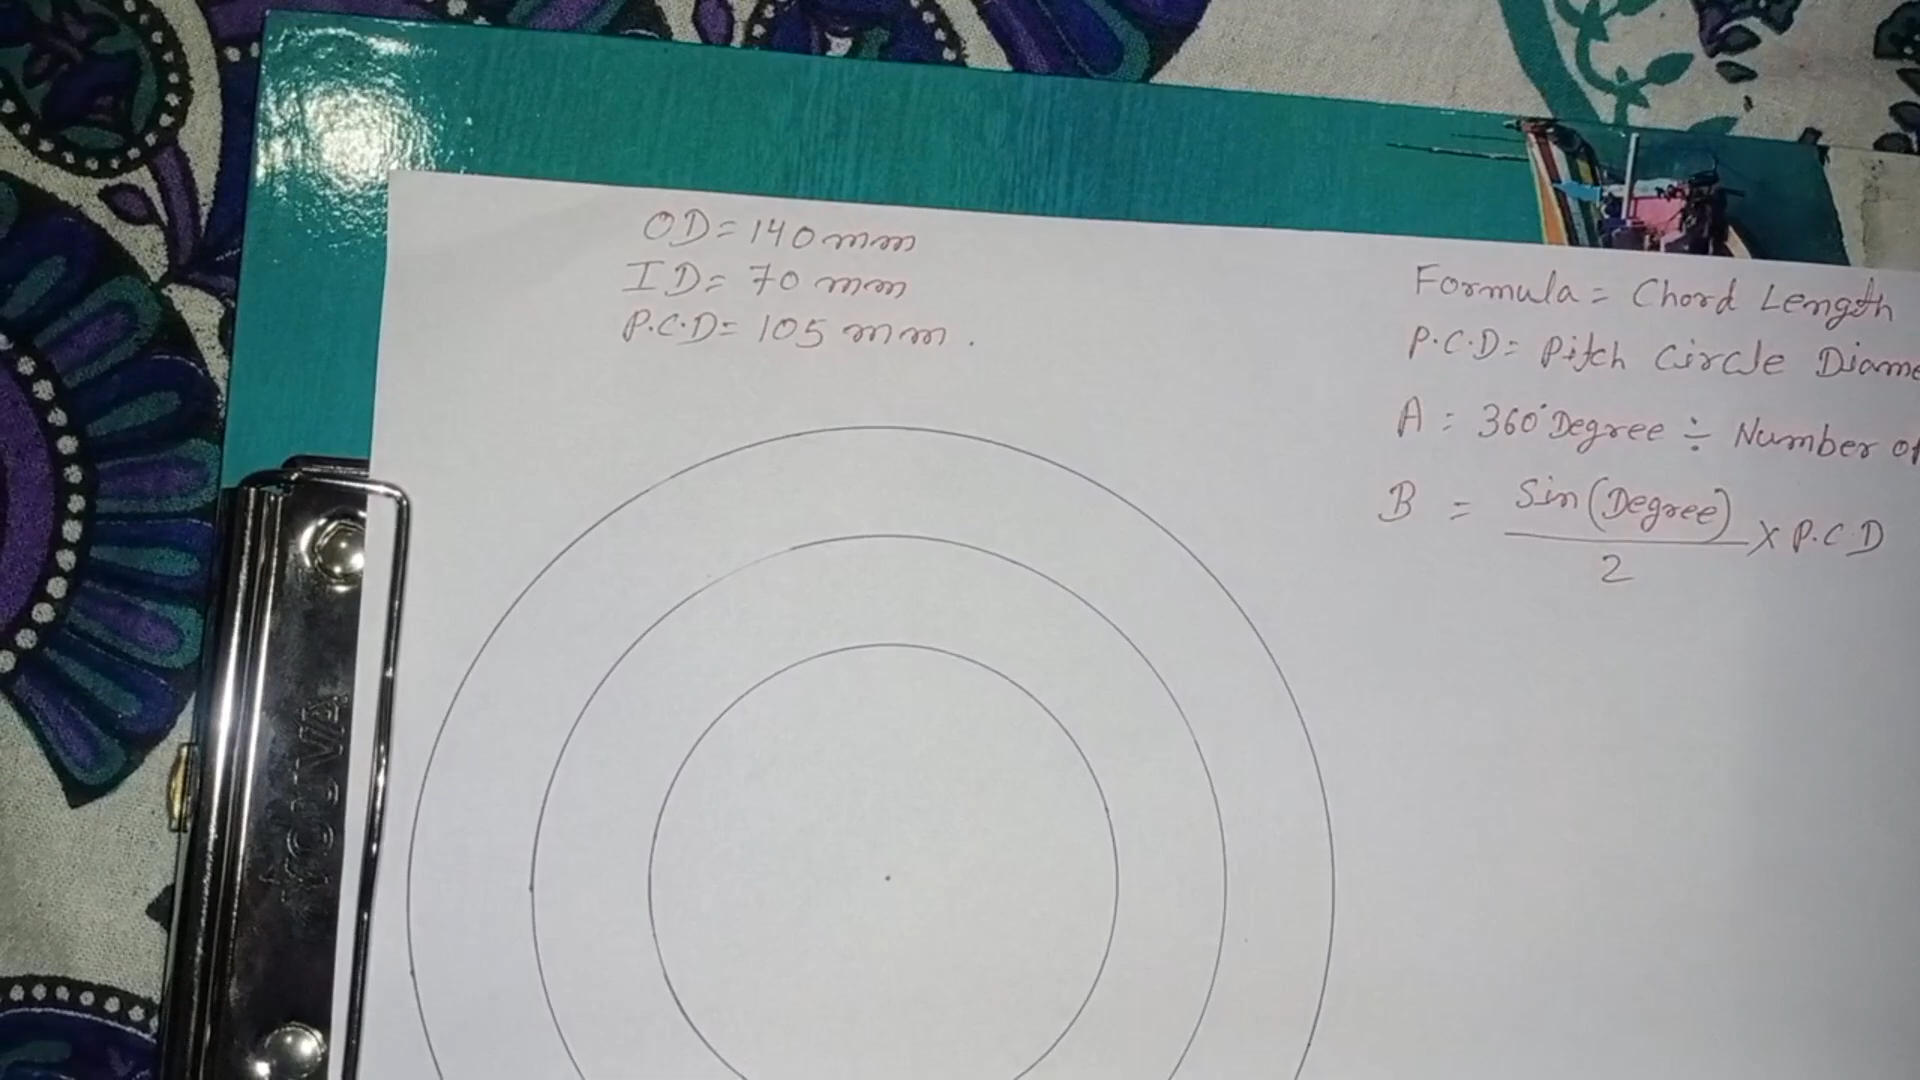 OD = 140 mm
ID = 70 mm
P.C.D = 105 mm.
Formula = Chord Length
P.C.D = Pitch Circle Diame
A = 360° Degree ÷ Number of
B = Sin (Degree) / 2 × P.C.D